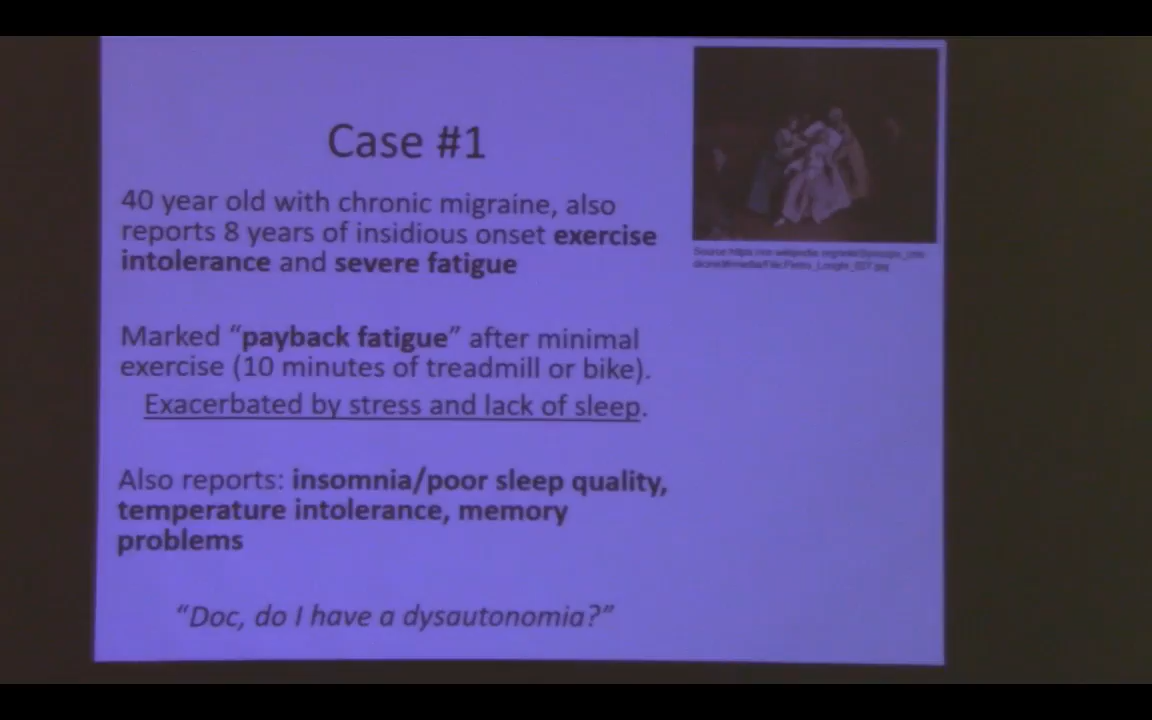 Case #1
40 year old with chronic migraine, also
reports 8 years of insidious onset exercise
intolerance and severe fatigue
Marked “payback fatigue” after minimal
exercise (10 minutes of treadmill or bike).
Exacerbated by stress and lack of sleep.
Also reports: insomnia/poor sleep quality,
temperature intolerance, memory
problems
“Doc, do I have a dysautonomia?”